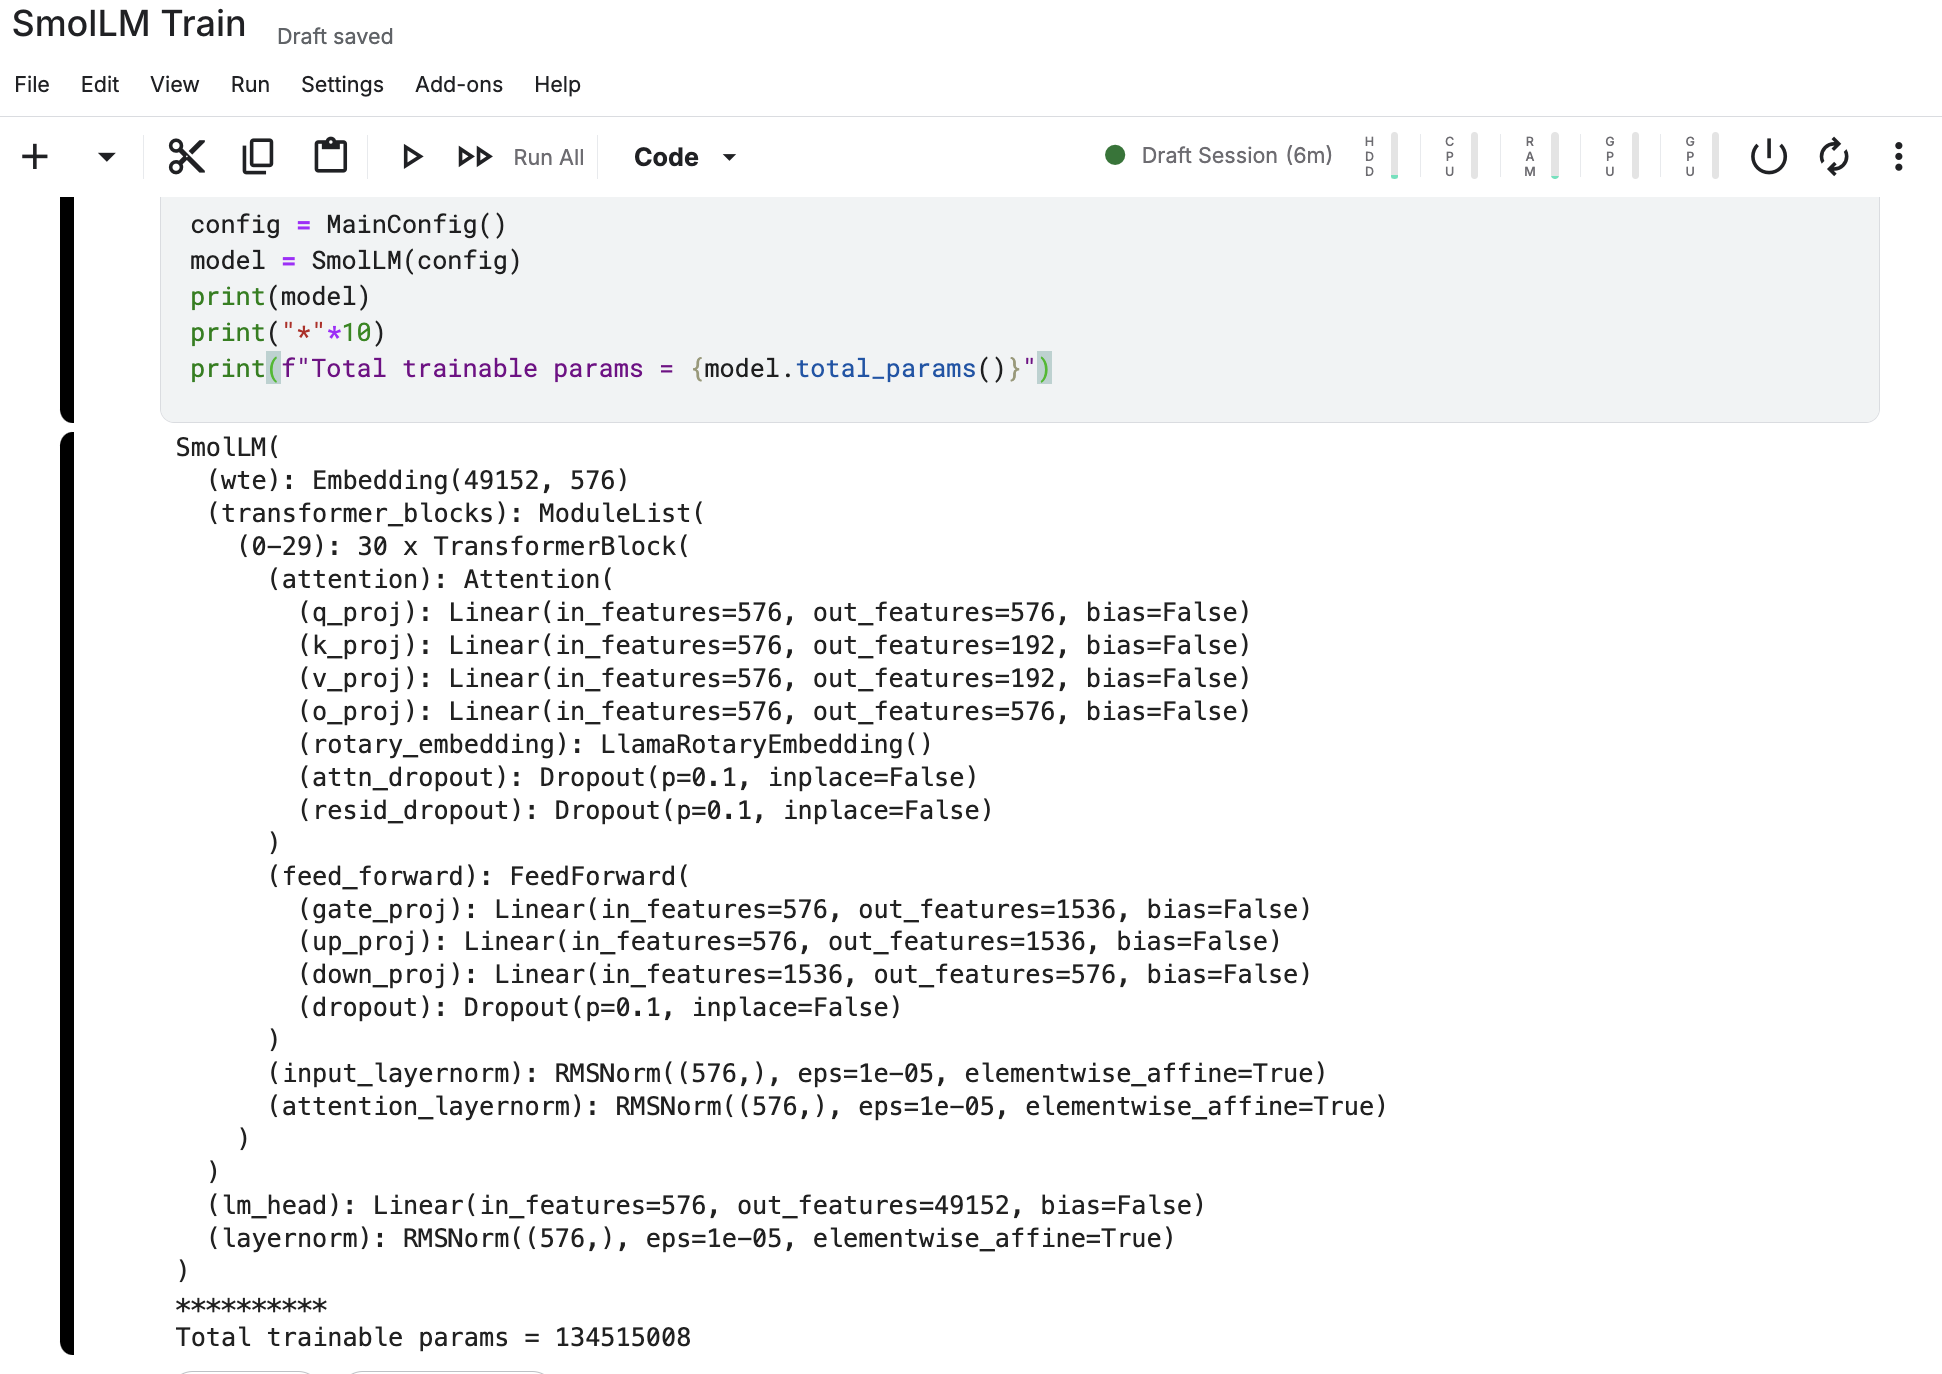 SmolLM Train Draft saved
File Edit View Run Settings Add-ons Help
Run All Code Draft Session (6m) HDD CPU RAM GPU GPU
config = MainConfig()
model = SmolLM(config)
print(model)
print("*"*10)
print(f"Total trainable params = {model.total_params()}")
SmolLM(
  (wte): Embedding(49152, 576)
  (transformer_blocks): ModuleList(
    (0-29): 30 x TransformerBlock(
      (attention): Attention(
        (q_proj): Linear(in_features=576, out_features=576, bias=False)
        (k_proj): Linear(in_features=576, out_features=192, bias=False)
        (v_proj): Linear(in_features=576, out_features=192, bias=False)
        (o_proj): Linear(in_features=576, out_features=576, bias=False)
        (rotary_embedding): LlamaRotaryEmbedding()
        (attn_dropout): Dropout(p=0.1, inplace=False)
        (resid_dropout): Dropout(p=0.1, inplace=False)
      )
      (feed_forward): FeedForward(
        (gate_proj): Linear(in_features=576, out_features=1536, bias=False)
        (up_proj): Linear(in_features=576, out_features=1536, bias=False)
        (down_proj): Linear(in_features=1536, out_features=576, bias=False)
        (dropout): Dropout(p=0.1, inplace=False)
      )
      (input_layernorm): RMSNorm((576,), eps=1e-05, elementwise_affine=True)
      (attention_layernorm): RMSNorm((576,), eps=1e-05, elementwise_affine=True)
    )
  )
  (lm_head): Linear(in_features=576, out_features=49152, bias=False)
  (layernorm): RMSNorm((576,), eps=1e-05, elementwise_affine=True)
)
**********
Total trainable params = 134515008